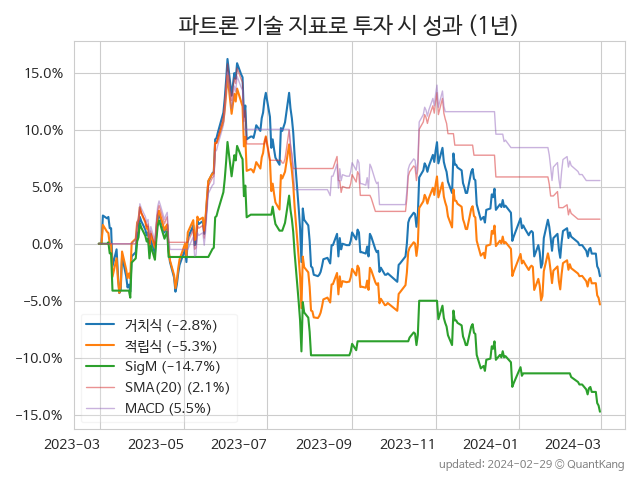 파트론 기술 지표로 투자 시 성과 (1년)
15.0%
10.0%
5.0%
0.0%
−5.0%
−10.0%
−15.0%
거치식 (−2.8%)
적립식 (−5.3%)
SigM (−14.7%)
SMA(20) (2.1%)
MACD (5.5%)
2023-03 2023-05 2023-07 2023-09 2023-11 2024-01 2024-03
updated: 2024-02-29 © QuantKang